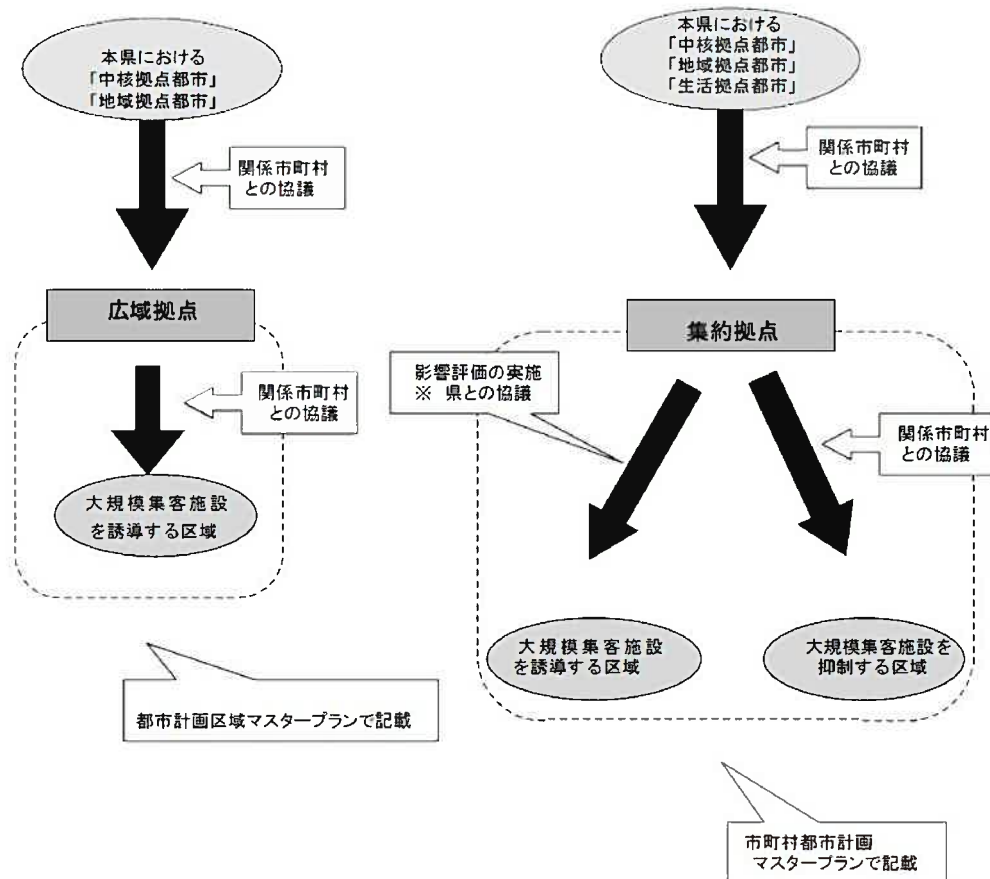 本県における
「中核拠点都市」
「地域拠点都市」
関係市町村
との協議
広域拠点
関係市町村
との協議
大規模集客施設
を誘導する区域
都市計画区域マスタープランで記載
本県における
「中核拠点都市」
「地域拠点都市」
「生活拠点都市」
関係市町村
との協議
集約拠点
影響評価の実施
※ 県との協議
関係市町村
との協議
大規模集客施設
を誘導する区域
大規模集客施設を
抑制する区域
市町村都市計画
マスタープランで記載